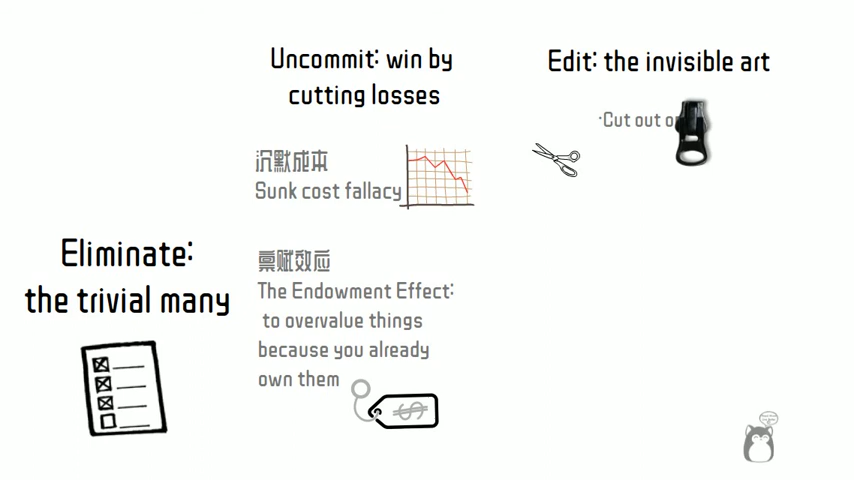 Uncommit: win by
cutting losses
Edit: the invisible art
·Cut out
沉默成本
Sunk cost fallacy
Eliminate:
the trivial many
禀赋效应
The Endowment Effect:
to overvalue things
because you already
own them
$